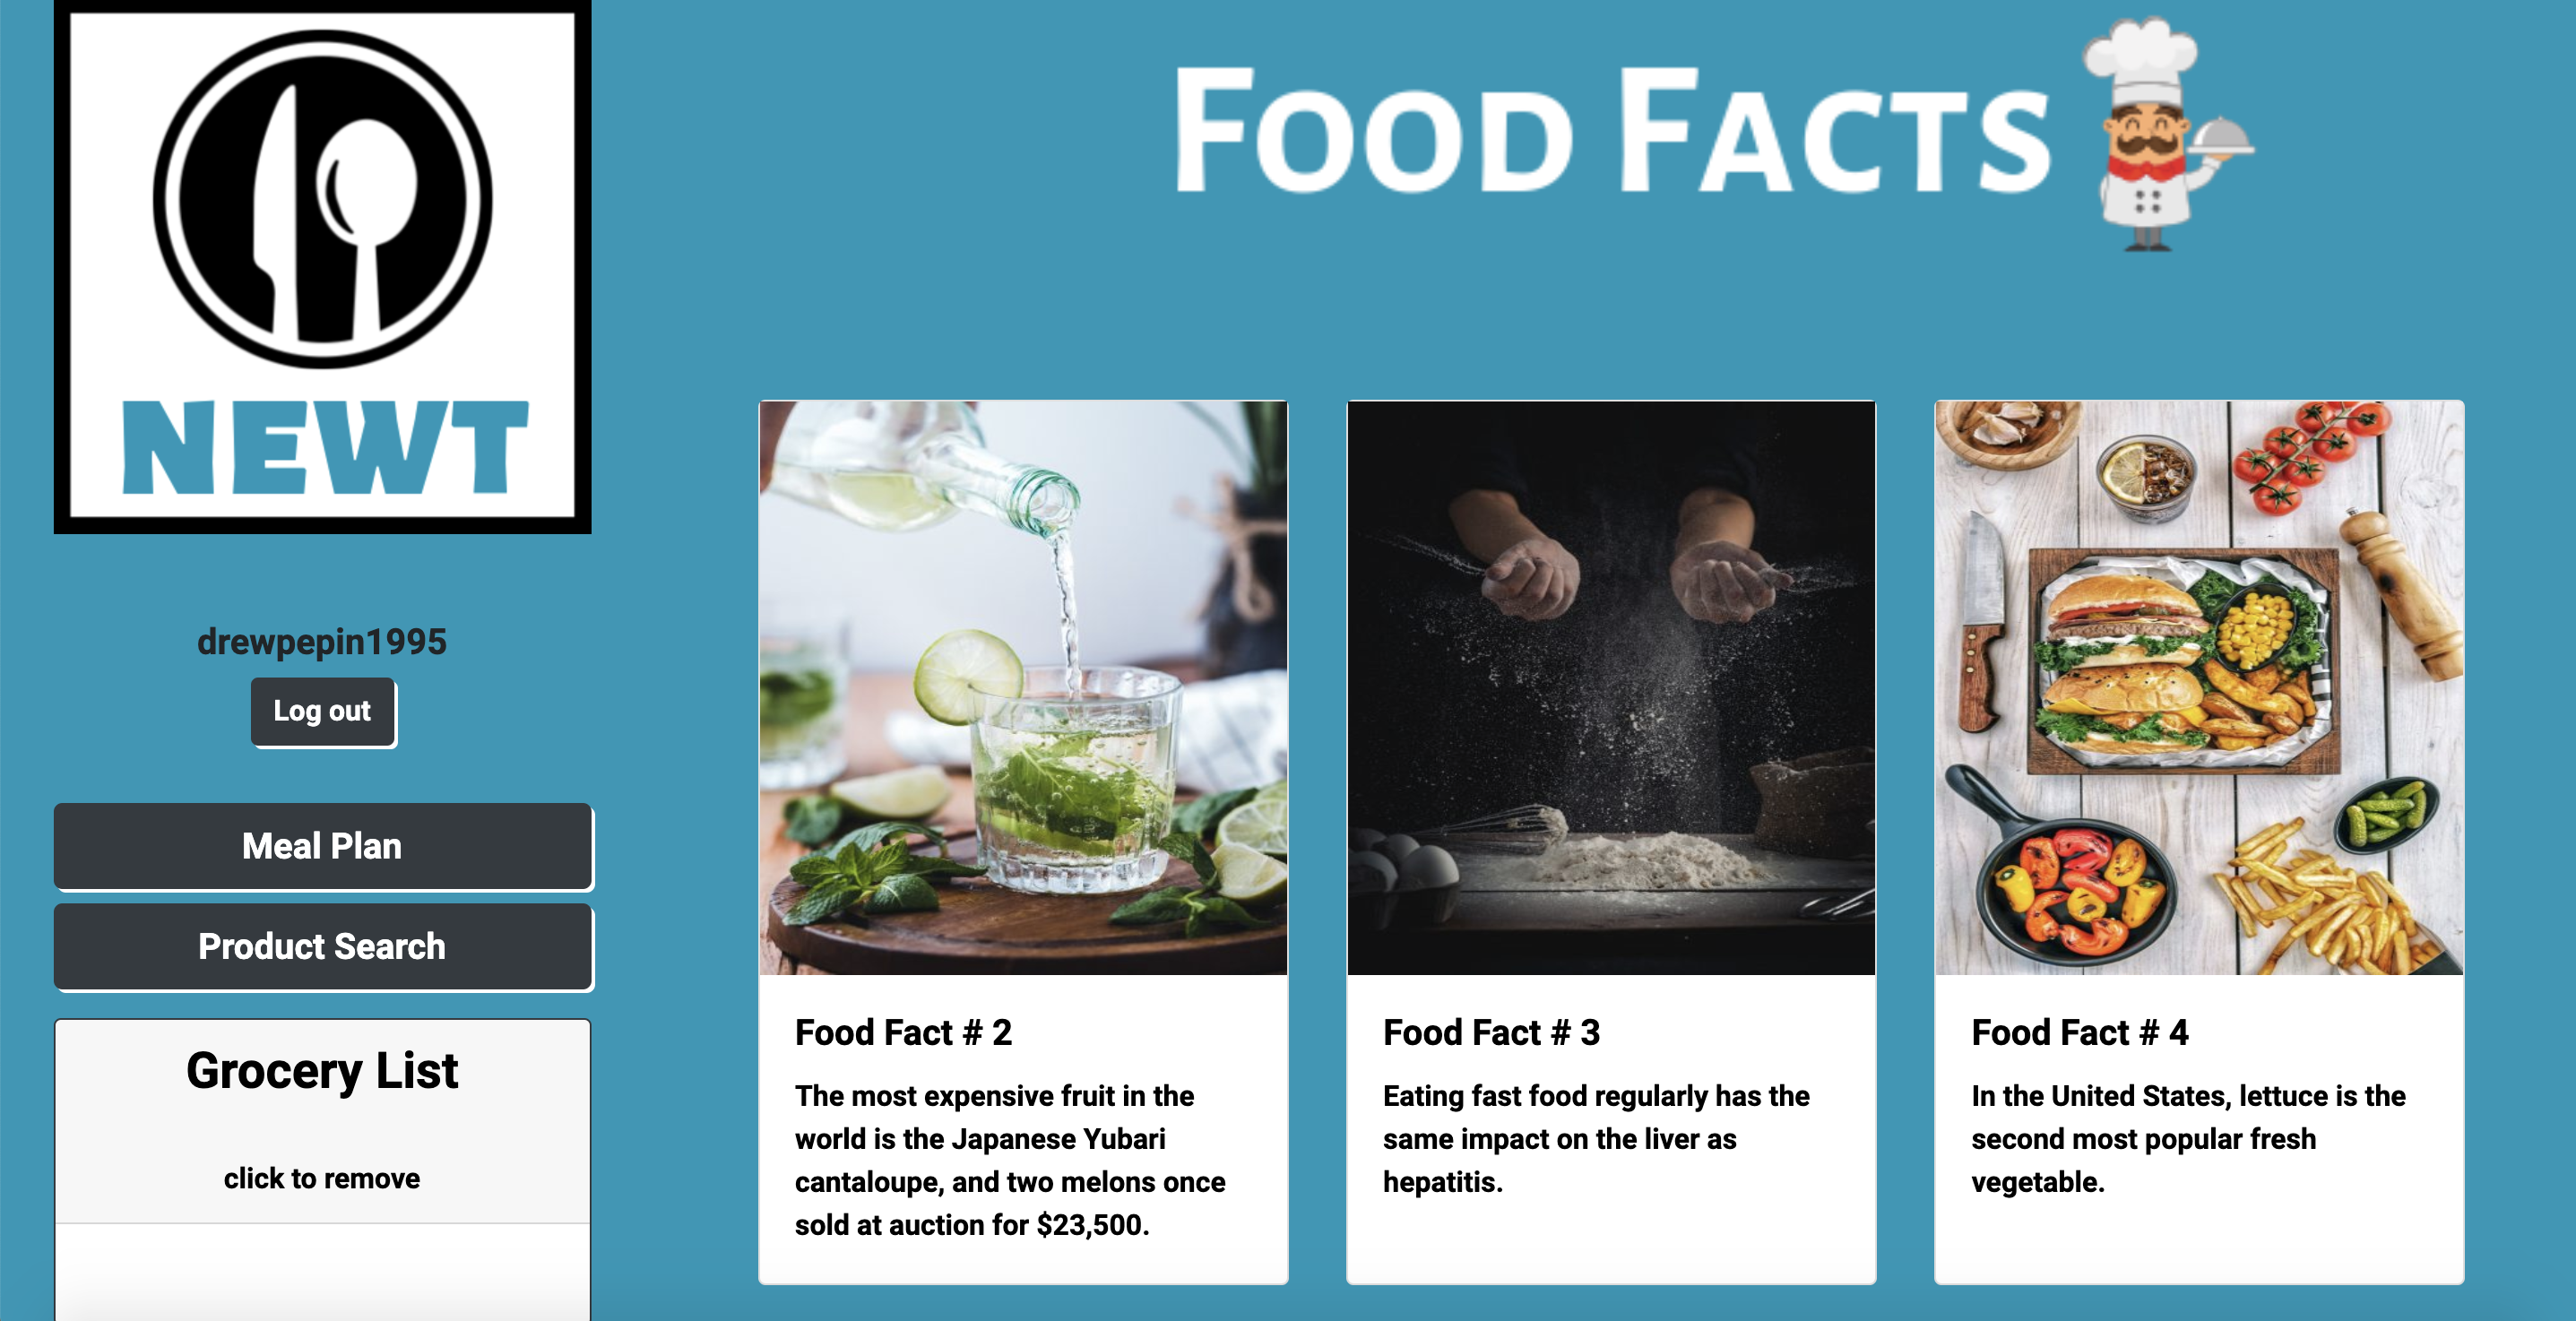 NEWT
drewpepin1995
Log out
Meal Plan
Product Search
Grocery List
click to remove
FOOD FACTS
Food Fact # 2
The most expensive fruit in the
world is the Japanese Yubari
cantaloupe, and two melons once
sold at auction for $23,500.
Food Fact # 3
Eating fast food regularly has the
same impact on the liver as
hepatitis.
Food Fact # 4
In the United States, lettuce is the
second most popular fresh
vegetable.